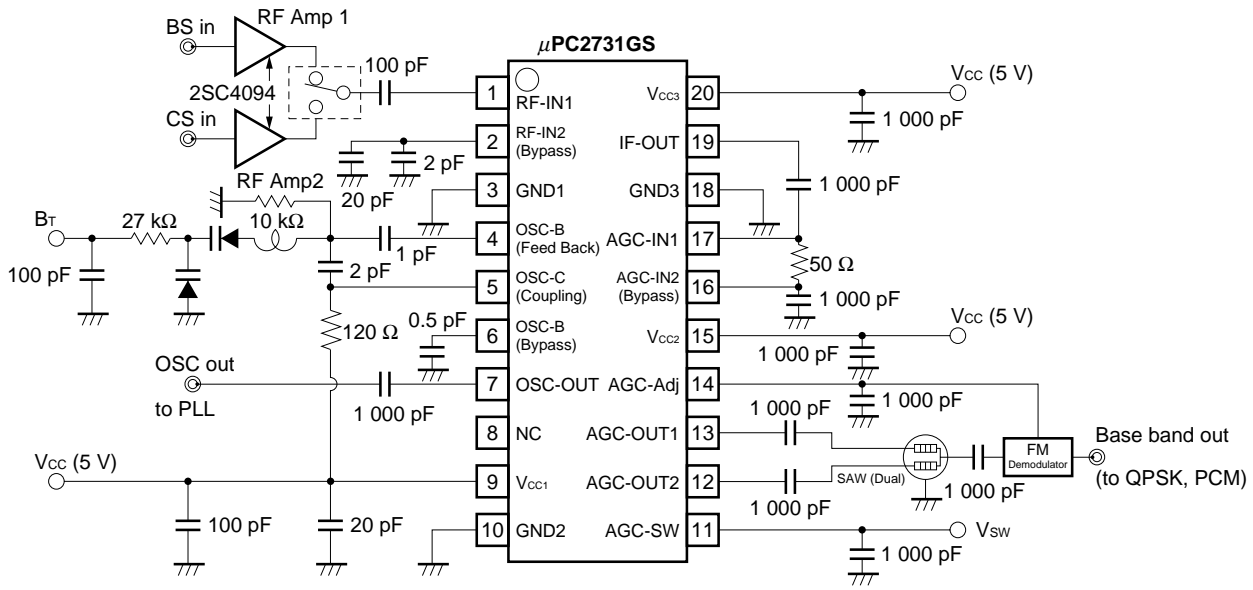 BS in
RF Amp 1
2SC4094
CS in
100 pF
µPC2731GS
1
RF-IN1
2
RF-IN2
(Bypass)
3
GND1
4
OSC-B
(Feed Back)
5
OSC-C
(Coupling)
6
OSC-B
(Bypass)
7
OSC-OUT
8
NC
9
VCC1
10
GND2
VCC3
20
IF-OUT
19
GND3
18
AGC-IN1
17
AGC-IN2
(Bypass)
16
VCC2
15
AGC-Adj
14
AGC-OUT1
13
AGC-OUT2
12
AGC-SW
11
20 pF
2 pF
RF Amp2
BT
27 kΩ
10 kΩ
1 pF
100 pF
2 pF
120 Ω
0.5 pF
OSC out
to PLL
1 000 pF
VCC (5 V)
100 pF
20 pF
VCC (5 V)
1 000 pF
1 000 pF
50 Ω
1 000 pF
VCC (5 V)
1 000 pF
1 000 pF
1 000 pF
1 000 pF
SAW (Dual)
1 000 pF
FM
Demodulator
Base band out
(to QPSK, PCM)
VSW
1 000 pF